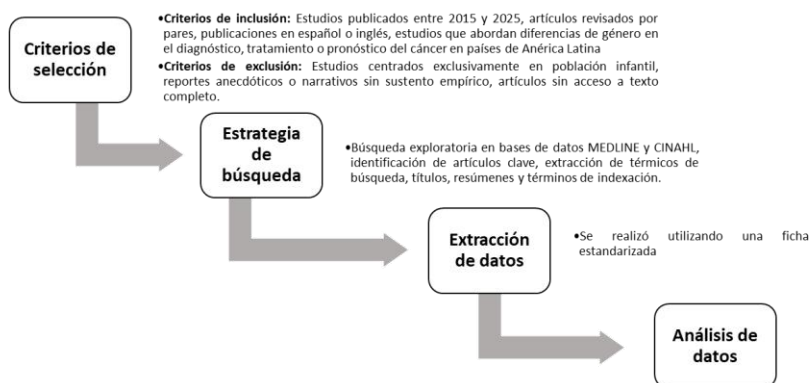 Criterios de
selección
•Criterios de inclusión: Estudios publicados entre 2015 y 2025, artículos revisados por
pares, publicaciones en español o inglés, estudios que abordan diferencias de género en
el diagnóstico, tratamiento o pronóstico del cáncer en países de América Latina
•Criterios de exclusión: Estudios centrados exclusivamente en población infantil,
reportes anecdóticos o narrativos sin sustento empírico, artículos sin acceso a texto
completo.
Estrategia
de
búsqueda
•Búsqueda exploratoria en bases de datos MEDLINE y CINAHL,
identificación de artículos clave, extracción de térmicos de
búsqueda, títulos, resúmenes y términos de indexación.
Extracción
de datos
•Se realizó utilizando una ficha
estandarizada
Análisis de
datos